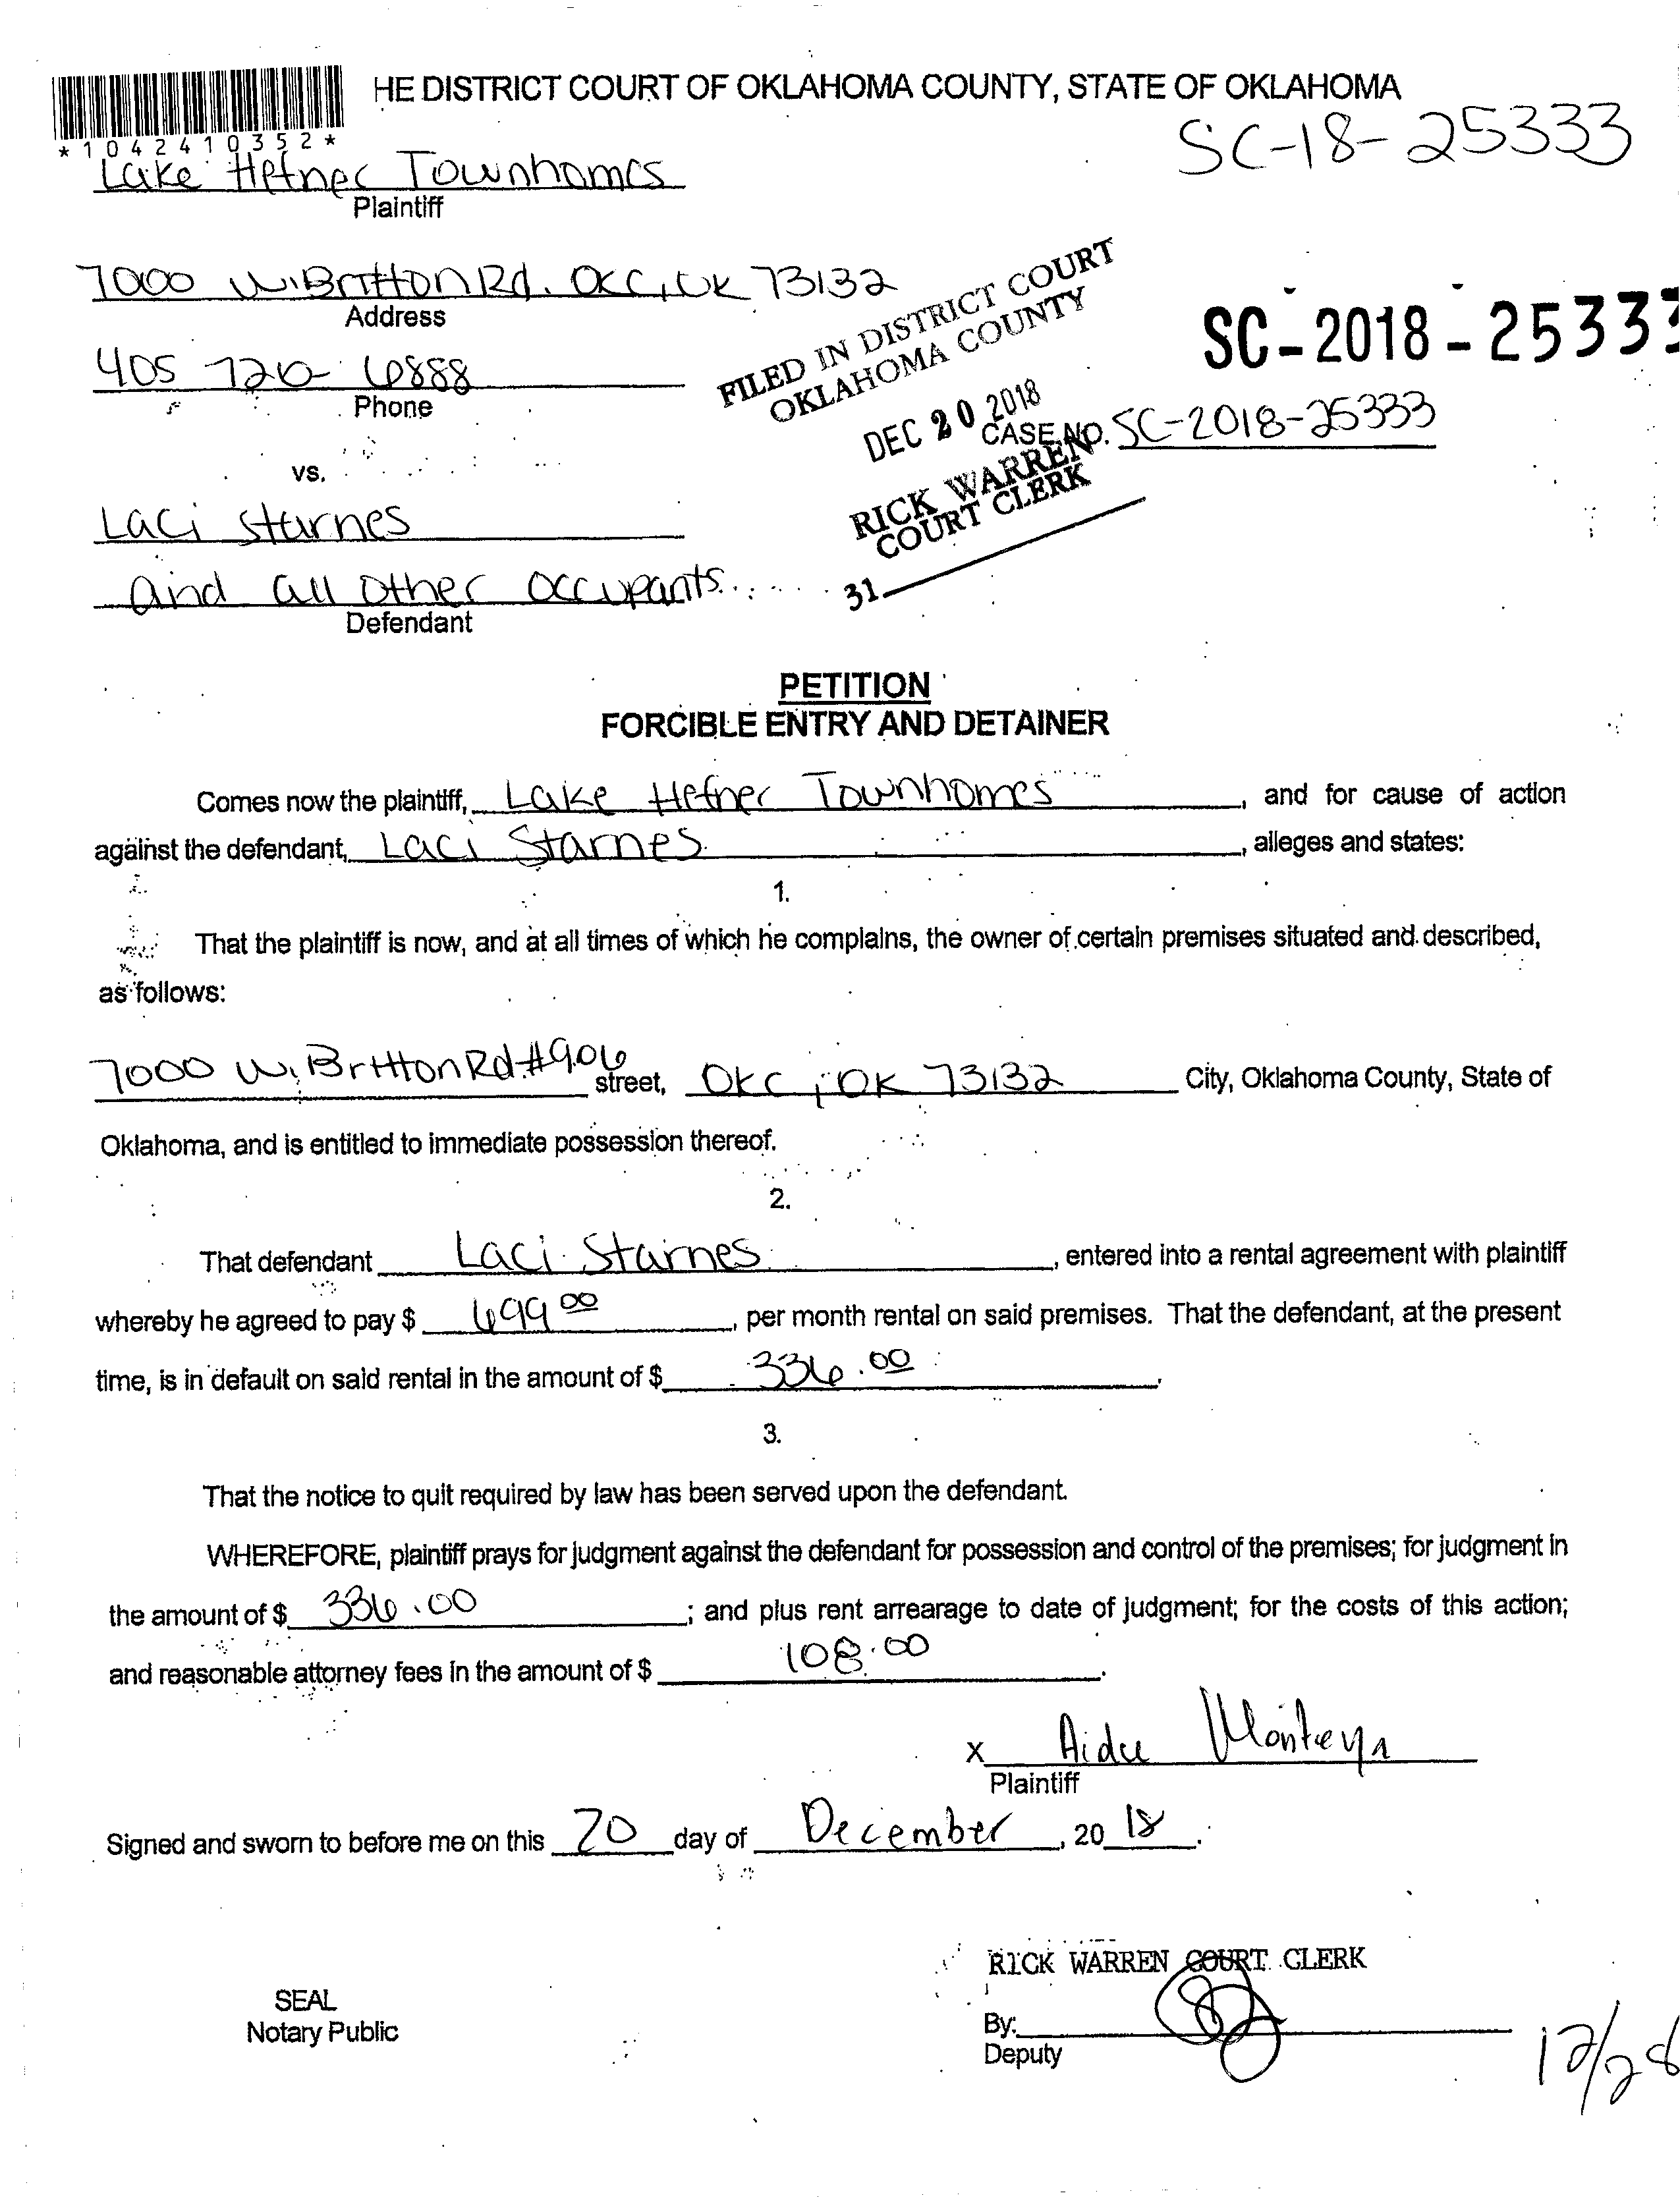 HE DISTRICT COURT OF OKLAHOMA COUNTY, STATE OF OKLAHOMA
*1042410352*
SC-18-25333
Lake Hefner Townhomes
Plaintiff
7000 W. Britton Rd. OKC, OK 73132
Address
405 720-6888
Phone
FILED IN DISTRICT COURT
OKLAHOMA COUNTY
DEC 20 2018
RICK WARREN
COURT CLERK
31
SC-2018-25333
CASE NO. SC-2018-25333
vs.
Laci Starnes
and all other occupants
Defendant
PETITION
FORCIBLE ENTRY AND DETAINER
Comes now the plaintiff, Lake Hefner Townhomes, and for cause of action
against the defendant, Laci Starnes, alleges and states:
1.
That the plaintiff is now, and at all times of which he complains, the owner of certain premises situated and described,
as follows:
7000 W. Britton Rd. #906 street, OKC, OK 73132 City, Oklahoma County, State of
Oklahoma, and is entitled to immediate possession thereof.
2.
That defendant Laci Starnes, entered into a rental agreement with plaintiff
whereby he agreed to pay $ 699 00, per month rental on said premises. That the defendant, at the present
time, is in default on said rental in the amount of $ 336.00.
3.
That the notice to quit required by law has been served upon the defendant.
WHEREFORE, plaintiff prays for judgment against the defendant for possession and control of the premises; for judgment in
the amount of $ 336.00; and plus rent arrearage to date of judgment; for the costs of this action;
and reasonable attorney fees in the amount of $ 108.00.
x Aidee Monteya
Plaintiff
Signed and sworn to before me on this 20 day of December, 2018.
RICK WARREN COURT CLERK
SEAL
Notary Public
By:
Deputy
12/28